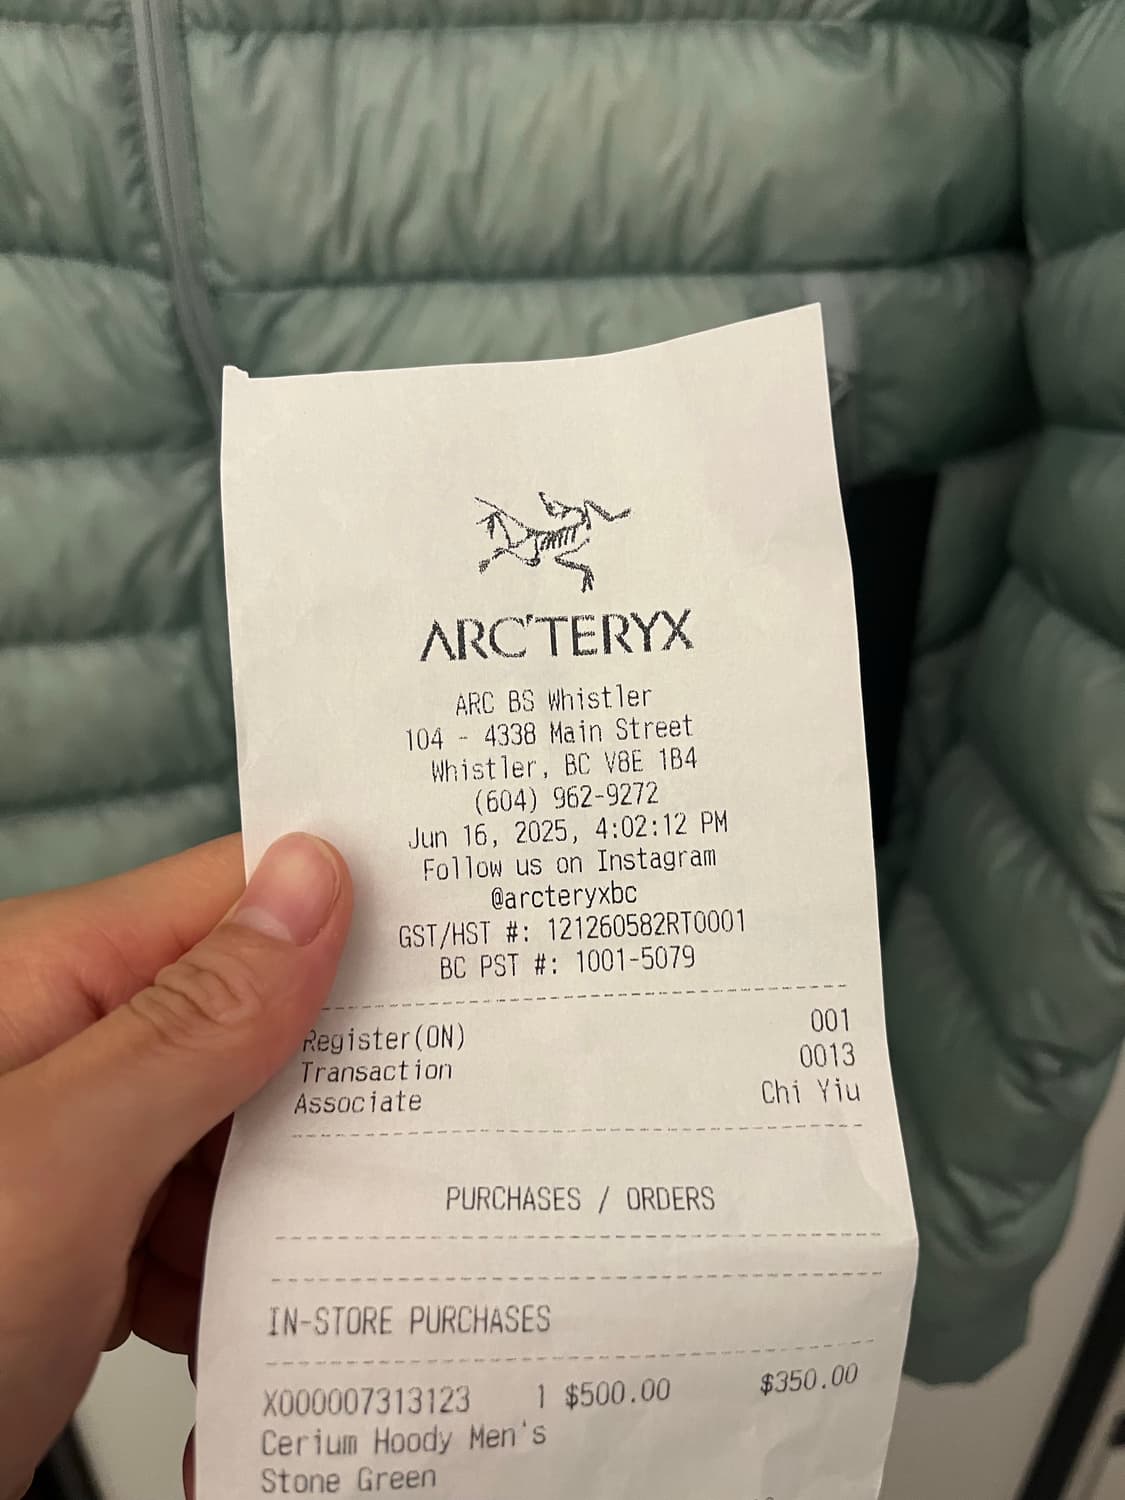 ARC'TERYX
ARC BS Whistler
104 - 4338 Main Street
Whistler, BC V8E 1B4
(604) 962-9272
Jun 16, 2025, 4:02:12 PM
Follow us on Instagram
@arcteryxbc
GST/HST #: 121260582RT0001
BC PST #: 1001-5079
Register(ON) 001
Transaction 0013
Associate Chi Yiu
PURCHASES / ORDERS
IN-STORE PURCHASES
X000007313123 1 $500.00 $350.00
Cerium Hoody Men's
Stone Green